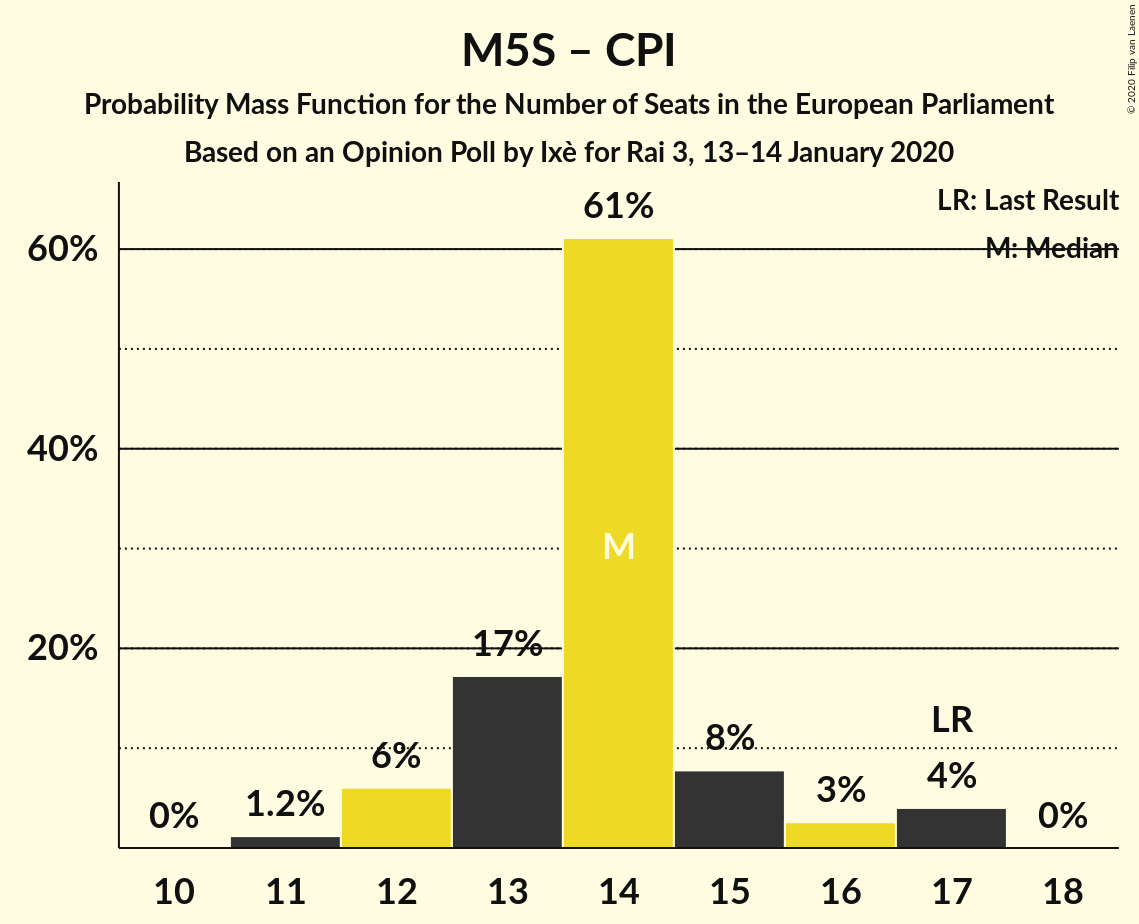 M5S – CPI
Probability Mass Function for the Number of Seats in the European Parliament
Based on an Opinion Poll by Ixè for Rai 3, 13–14 January 2020
© 2020 Filip van Laenen
LR: Last Result
M: Median
60%
40%
20%
0%
1.2%
6%
17%
61%
M
8%
3%
LR
4%
0%
10 11 12 13 14 15 16 17 18